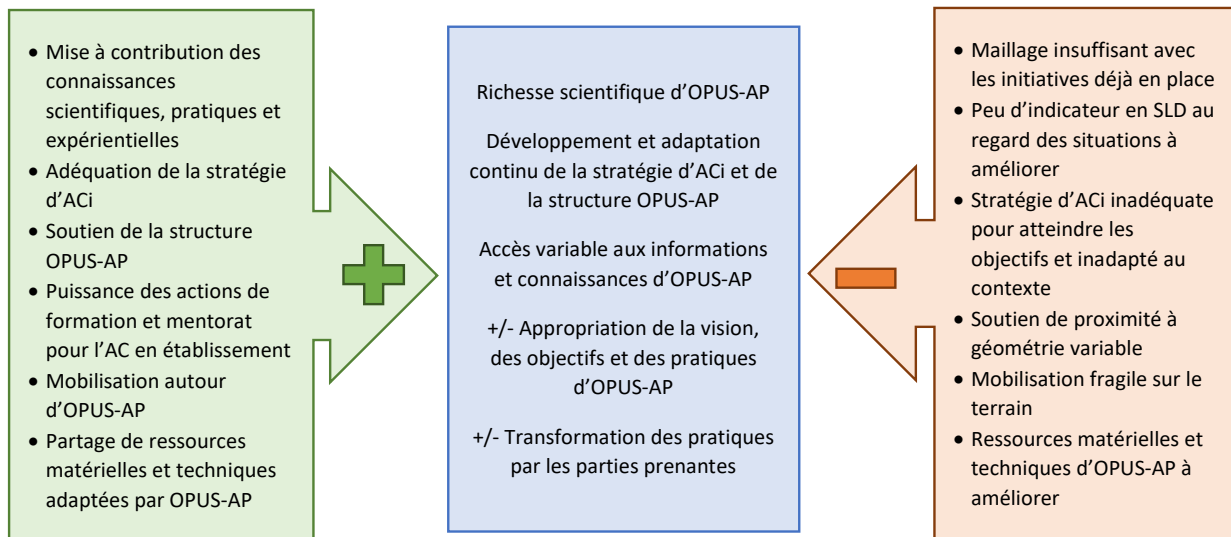 • Mise à contribution des
connaissances
scientifiques, pratiques et
expérientielles
• Adéquation de la stratégie
d’ACi
• Soutien de la structure
OPUS-AP
• Puissance des actions de
formation et mentorat
pour l’AC en établissement
• Mobilisation autour
d’OPUS-AP
• Partage de ressources
matérielles et techniques
adaptées par OPUS-AP
Richesse scientifique d’OPUS-AP
Développement et adaptation
continu de la stratégie d’ACi et de
la structure OPUS-AP
Accès variable aux informations
et connaissances d’OPUS-AP
+/- Appropriation de la vision,
des objectifs et des pratiques
d’OPUS-AP
+/- Transformation des pratiques
par les parties prenantes
• Maillage insuffisant avec
les initiatives déjà en place
• Peu d’indicateur en SLD au
regard des situations à
améliorer
• Stratégie d’ACi inadéquate
pour atteindre les
objectifs et inadapté au
contexte
• Soutien de proximité à
géométrie variable
• Mobilisation fragile sur le
terrain
• Ressources matérielles et
techniques d’OPUS-AP à
améliorer